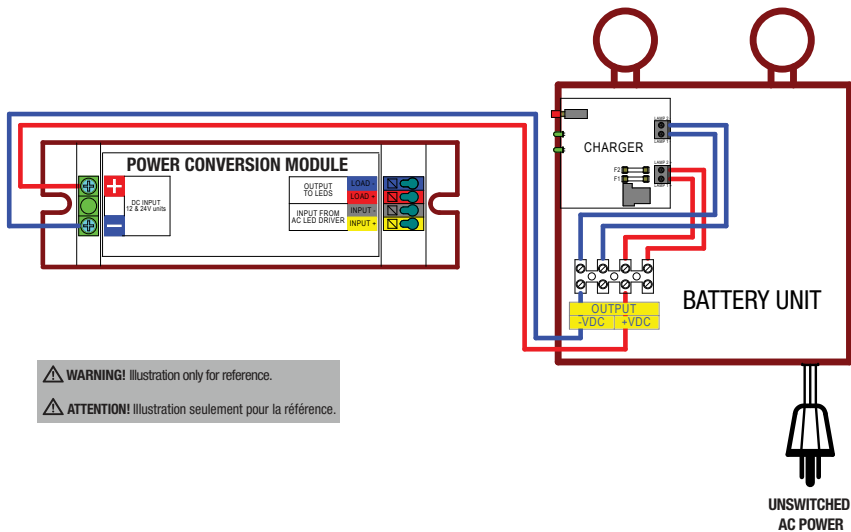 POWER CONVERSION MODULE
+
DC INPUT
12 & 24V units
−
OUTPUT
TO LEDS
INPUT FROM
AC LED DRIVER
LOAD -
LOAD +
INPUT -
INPUT +
CHARGER
LAMP 2 -
LAMP 1 -
F2
F1
LAMP 2 +
LAMP 1 +
OUTPUT
-VDC +VDC
BATTERY UNIT
WARNING! Illustration only for reference.
ATTENTION! Illustration seulement pour la référence.
UNSWITCHED
AC POWER